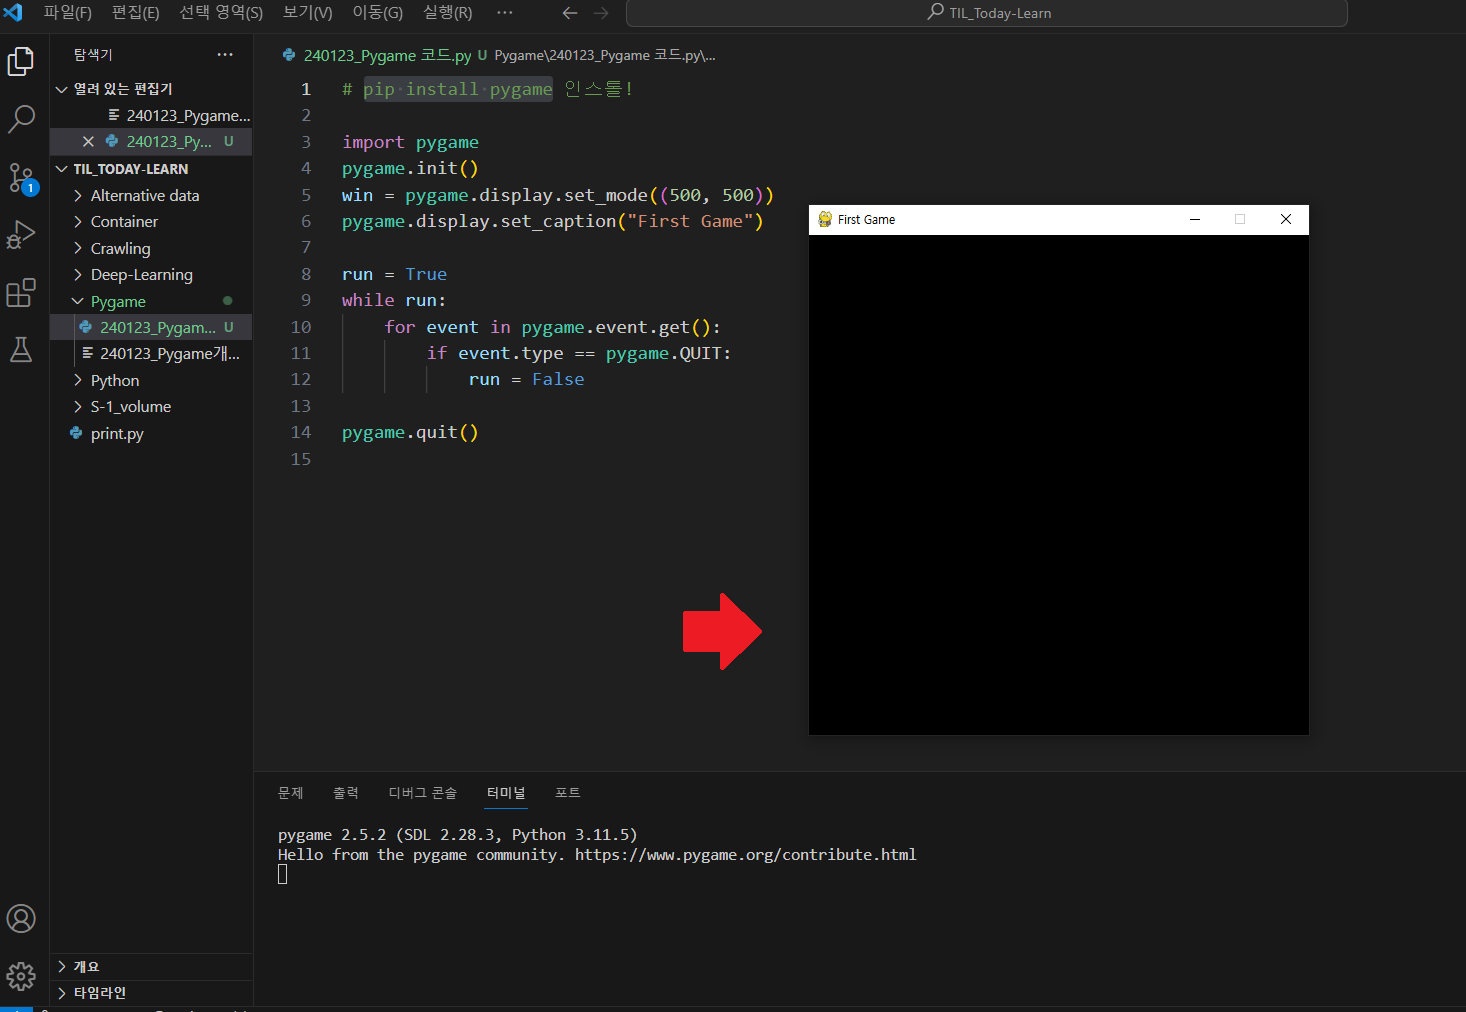 파일(F) 편집(E) 선택 영역(S) 보기(V) 이동(G) 실행(R) ··· TIL_Today-Learn
탐색기 ···
열려 있는 편집기
240123_Pygame...
240123_Py... U
TIL_TODAY-LEARN
Alternative data
Container
Crawling
Deep-Learning
Pygame
240123_Pygam... U
240123_Pygame개...
Python
S-1_volume
print.py
개요
타임라인
240123_Pygame 코드.py U Pygame\240123_Pygame 코드.py\...
1 # pip install pygame 인스톨!
2
3 import pygame
4 pygame.init()
5 win = pygame.display.set_mode((500, 500))
6 pygame.display.set_caption("First Game")
7
8 run = True
9 while run:
10 for event in pygame.event.get():
11 if event.type == pygame.QUIT:
12 run = False
13
14 pygame.quit()
15
First Game
문제 출력 디버그 콘솔 터미널 포트
pygame 2.5.2 (SDL 2.28.3, Python 3.11.5)
Hello from the pygame community. https://www.pygame.org/contribute.html
1